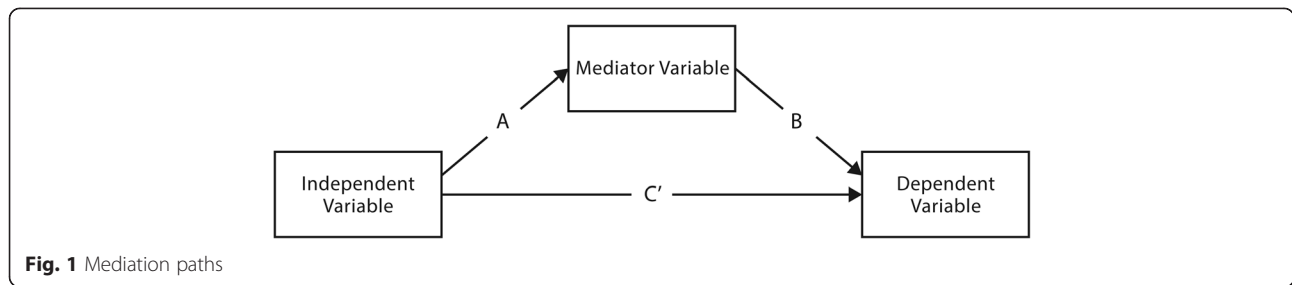 Mediator Variable
A
B
Independent
Variable
C'
Dependent
Variable
Fig. 1 Mediation paths